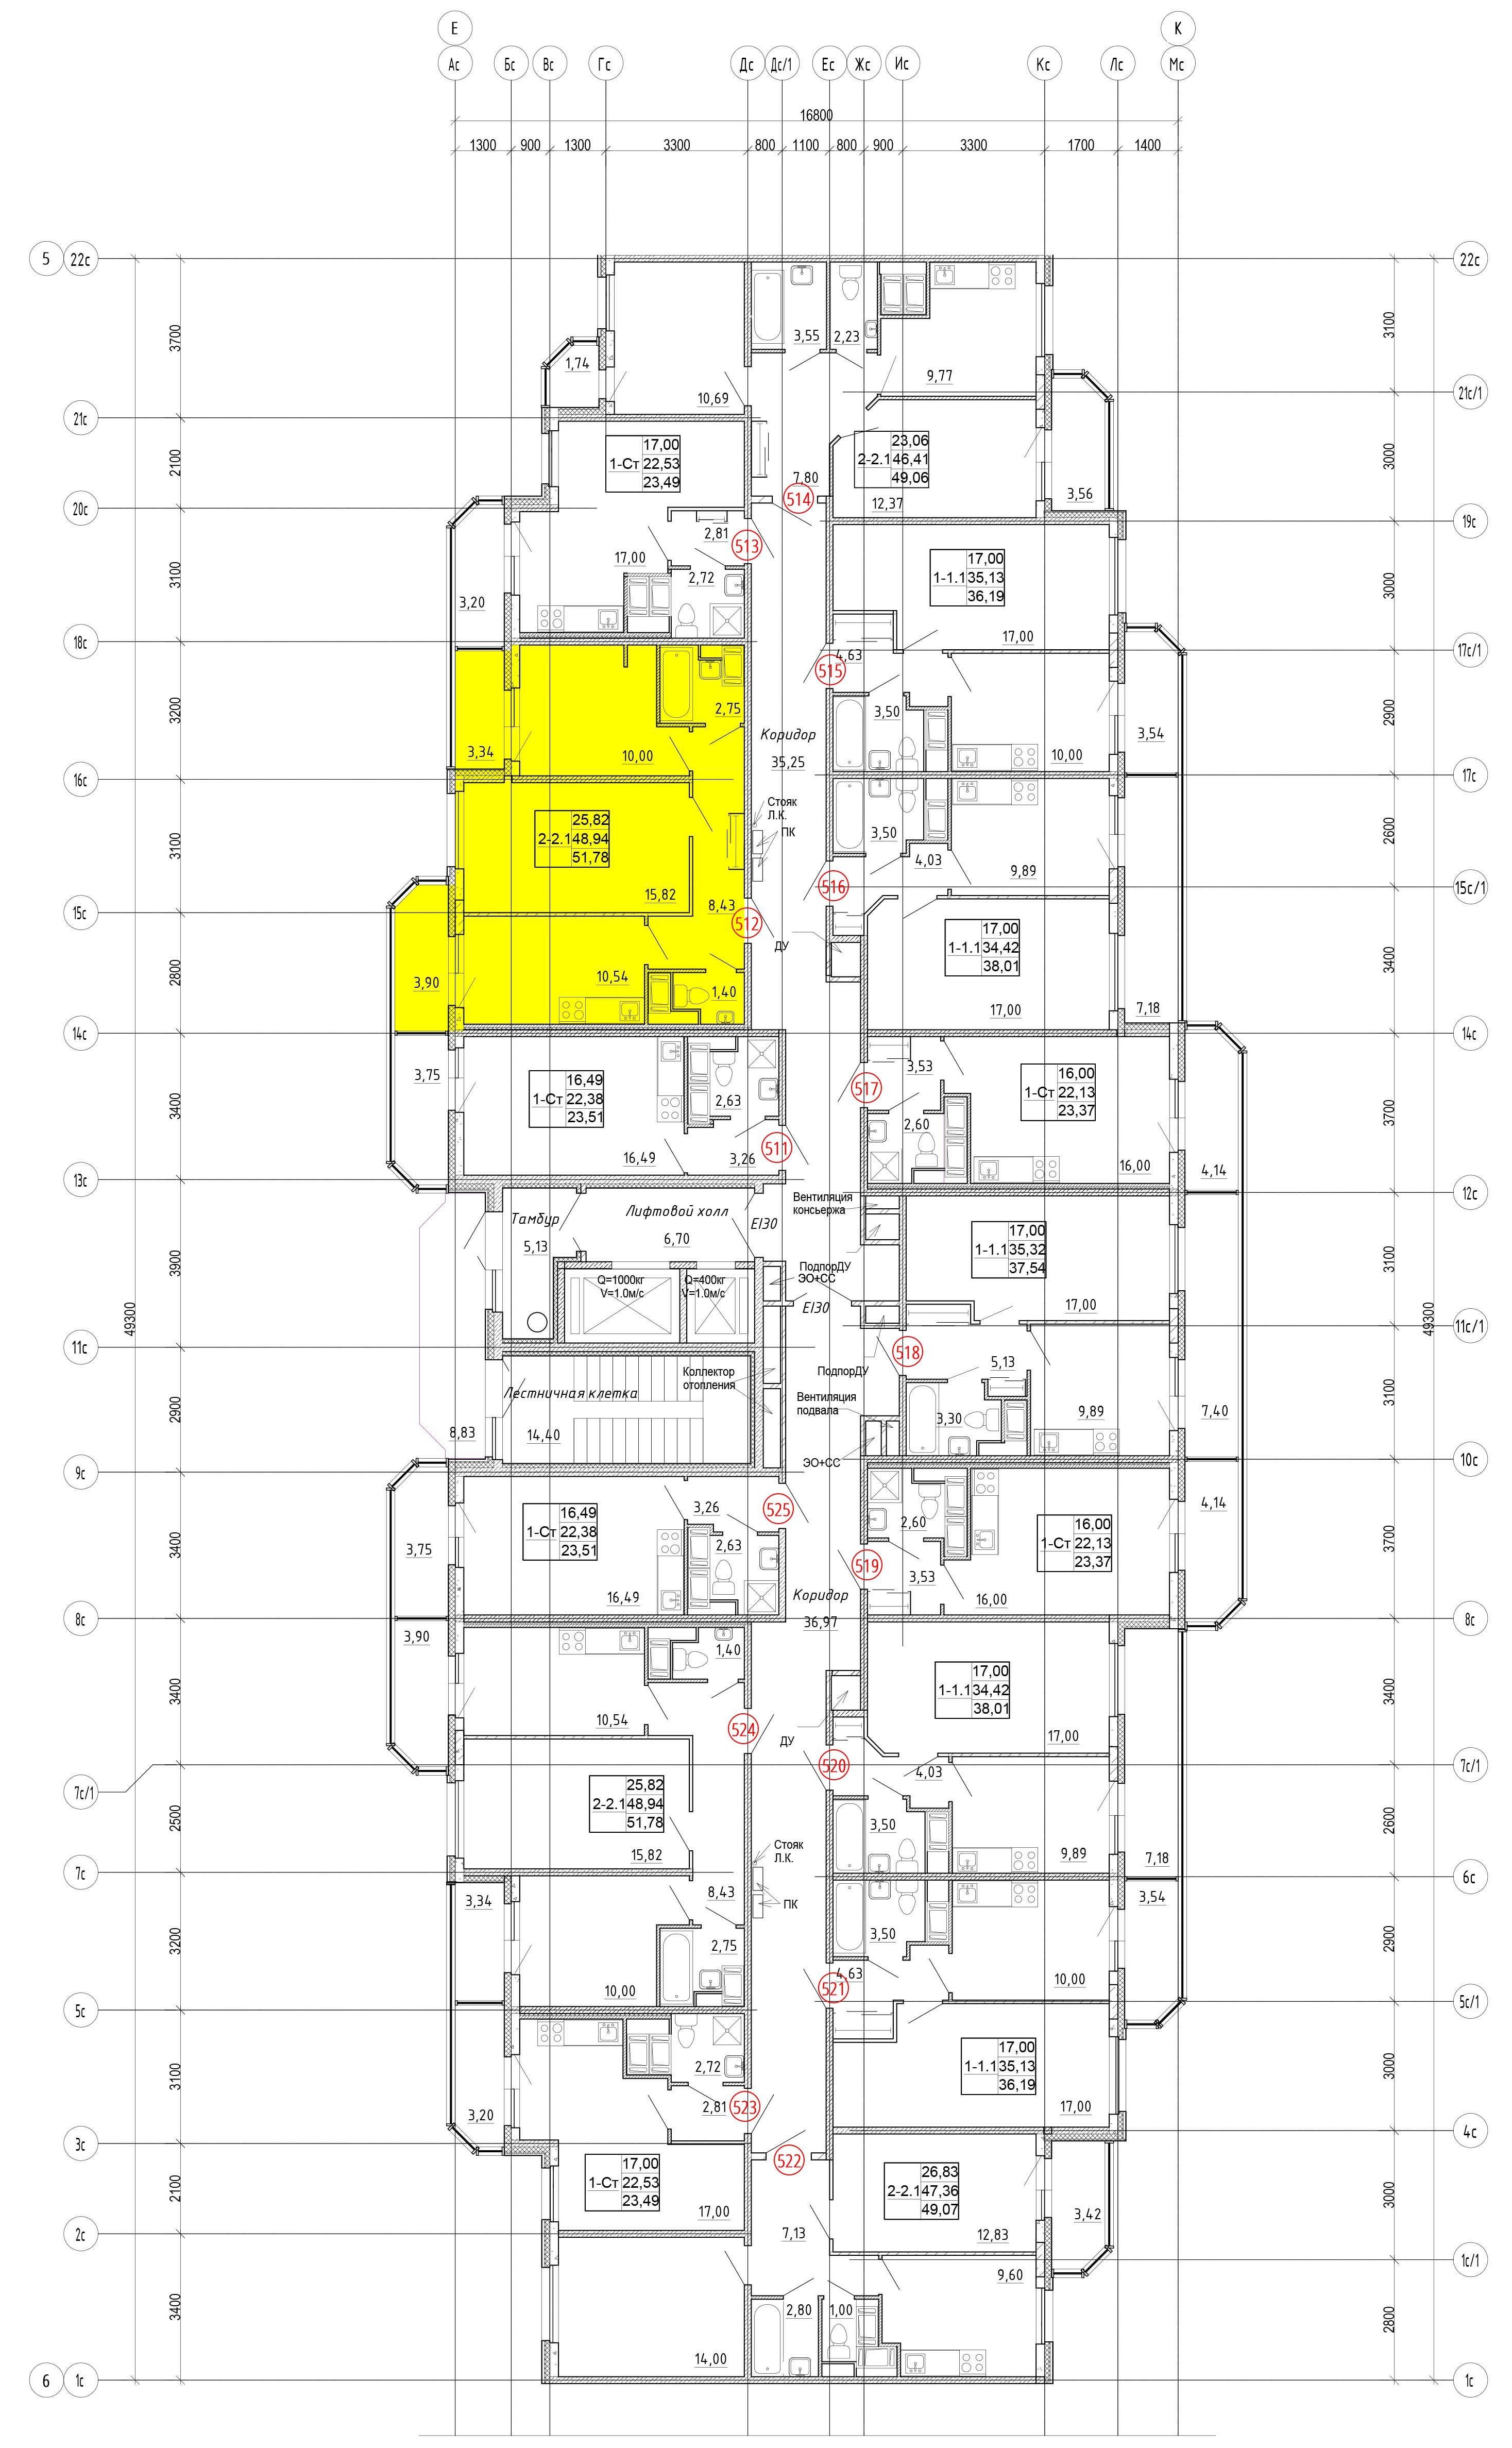 Е К
Ас Бс Вс Гс Дс Дс/1 Ес Жс Ис Кс Лс Мс
16800
1300 900 1300 3300 800 1100 800 900 3300 1700 1400
5 22с 22с
3700 3100
3,55 2,23
1,74
9,77
10,69
21с/1
21с
17,00
1-Ст 22,53
23,49
23,06
2-2.1 46,41
49,06
2100 3000
7,80
514
12,37 3,56
20с
19с
2,81 513
17,00
2,72
17,00
1-1.1 35,13
36,19
3100 3000
3,20
17,00
18с
17с/1
4,63
515
3,50
2,75
3200 2900
Коридор
35,25
3,34 10,00
10,00 3,54
16с 17с
Стояк
Л.К.
ПК
25,82
2-2.1 48,94
51,78
3100 2600
3,50
4,03
9,89
516 15с/1
15,82
8,43
15с
512
ДУ
17,00
1-1.1 34,42
38,01
2800 3400
3,90 10,54 1,40
17,00 7,18
14с 14с
3,75
16,49
1-Ст 22,38
23,51
3400 3700
2,63
3,53
517
16,00
1-Ст 22,13
23,37
2,60
511
16,49 3,26
16,00 4,14
13с 12с
Тамбур
5,13
Лифтовой холл
6,70
EI30
Вентиляция
консьержа
17,00
1-1.1 35,32
37,54
3900 3100
Q=1000кг
V=1.0м/с
Q=400кг
V=1.0м/с
ПодпорДУ
ЭО+СС
EI30
17,00
49300 49300
11с 11с/1
518
5,13
ПодпорДУ
Коллектор
отопления
Лестничная клетка
Вентиляция
подвала
2900 3100
3,30
9,89 7,40
8,83 14,40
ЭО+СС
9с 10с
16,49
1-Ст 22,38
23,51
3,26 525
2,60
16,00
1-Ст 22,13
23,37
4,14
3400 3700
3,75
2,63
519
3,53
16,49
16,00
Коридор
36,97
8с 8с
3,90
1,40
17,00
1-1.1 34,42
38,01
3400 3400
10,54
524
ДУ
17,00
520
4,03
7с/1 7с/1
25,82
2-2.1 48,94
51,78
2500 2600
3,50
15,82
Стояк
Л.К.
9,89 7,18
7с 6с
3,34
8,43
ПК
3,54
3200 2900
2,75
3,50
4,63
10,00
521
10,00
5с 5с/1
3100 3000
2,72
17,00
1-1.1 35,13
36,19
3,20
2,81 523
17,00
3с 4с
522
17,00
1-Ст 22,53
23,49
26,83
2-2.1 47,36
49,07
2100 3000
17,00
3,42
2с
7,13
12,83
1с/1
9,60
3400 2800
2,80 1,00
14,00
6 1с 1с